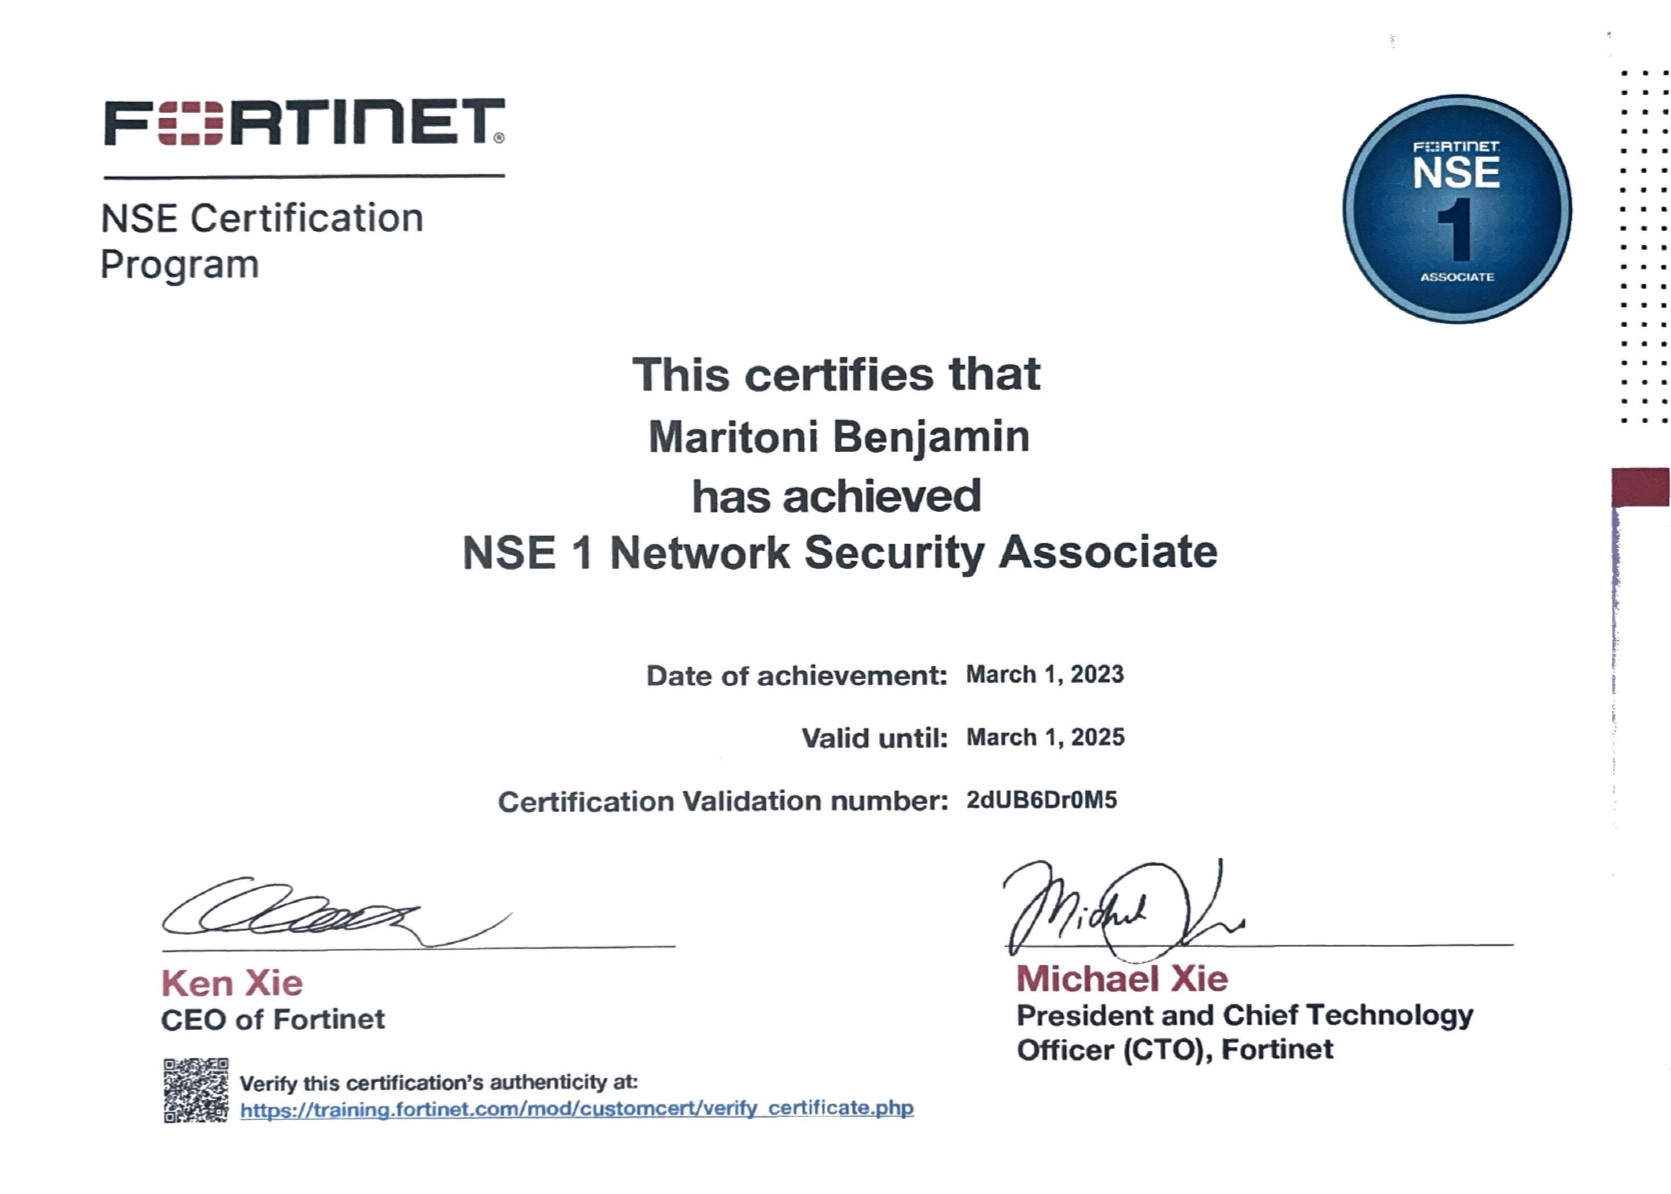 FORTINET®
NSE Certification
Program
FORTINET
NSE
1
ASSOCIATE
This certifies that
Maritoni Benjamin
has achieved
NSE 1 Network Security Associate
Date of achievement: March 1, 2023
Valid until: March 1, 2025
Certification Validation number: 2dUB6Dr0M5
Michael Xie
Ken Xie
CEO of Fortinet
Michael Xie
President and Chief Technology
Officer (CTO), Fortinet
Verify this certification's authenticity at:
https://training.fortinet.com/mod/customcert/verify_certificate.php